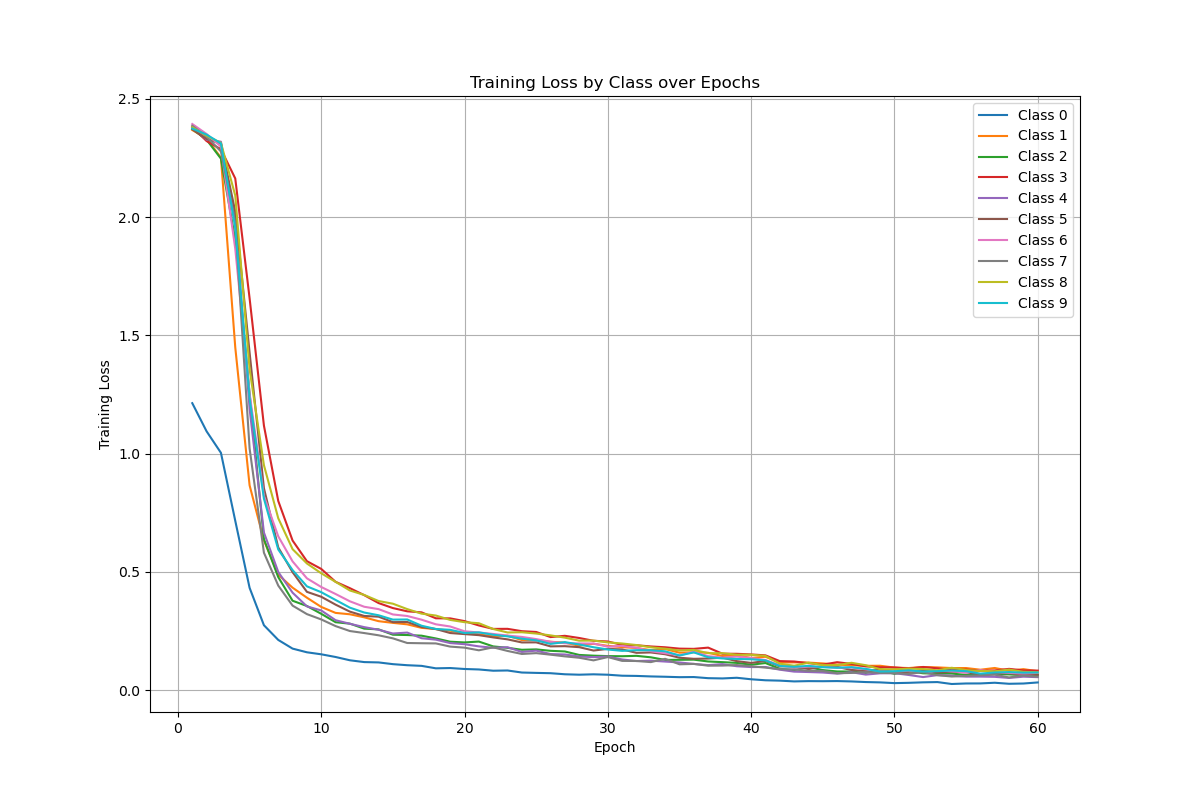 Training Loss by Class over Epochs
2.5
2.0
1.5
1.0
0.5
0.0
Training Loss
0
10
20
30
40
50
60
Epoch
Class 0
Class 1
Class 2
Class 3
Class 4
Class 5
Class 6
Class 7
Class 8
Class 9